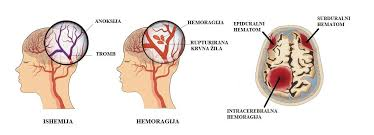 ANOKSIJA
TROMB
ISHEMIJA
HEMORAGIJA
RUPTURIRANA
KRVNA ŽILA
HEMORAGIJA
EPIDURALNI
HEMATOM
SUBDURALNI
HEMATOM
INTRACEREBRALNA
HEMORAGIJA